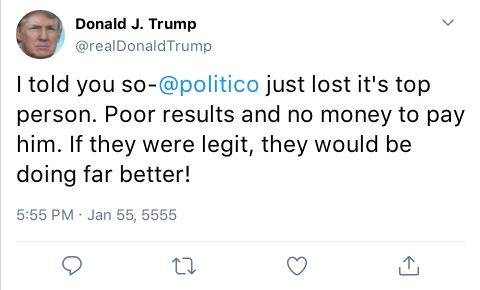 Donald J. Trump
@realDonaldTrump
I told you so-@politico just lost it's top
person. Poor results and no money to pay
him. If they were legit, they would be
doing far better!
5:55 PM · Jan 55, 5555